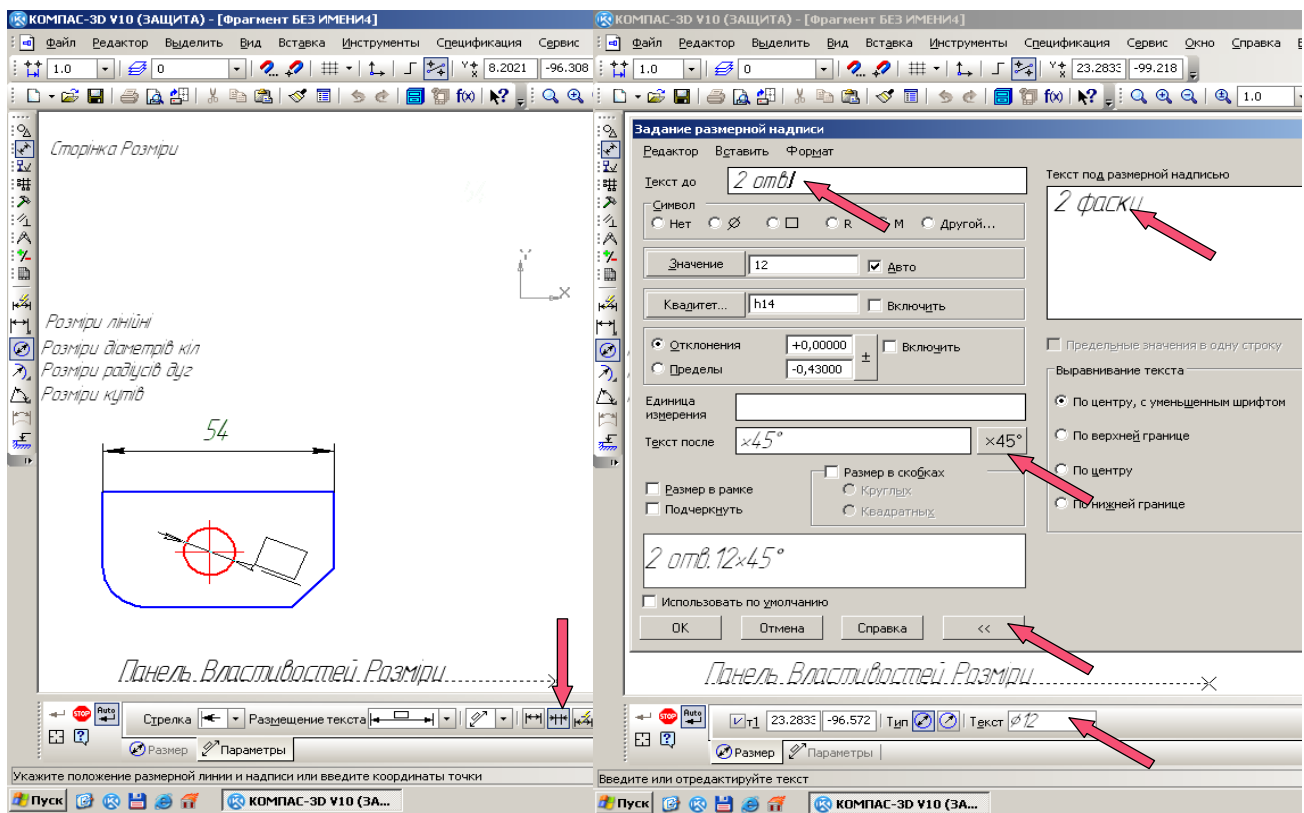 КОМПАС-3D V10 (ЗАЩИТА) - [Фрагмент БЕЗ ИМЕНИ4]
Файл Редактор Выделить Вид Вставка Инструменты Спецификация Сервис
1.0 0 8.2021 -96.308
Сторінка Розміри
Y
X
Розміри лінійні
Розміри діаметрів кіл
Розміри радіусів дуг
Розміри кутів
54
Панель Властивостей Розміри
STOP Auto Стрелка Размещение текста
Размер Параметры
Укажите положение размерной линии и надписи или введите координаты точки
Пуск КОМПАС-3D V10 (ЗА...
КОМПАС-3D V10 (ЗАЩИТА) - [Фрагмент БЕЗ ИМЕНИ4]
Файл Редактор Выделить Вид Вставка Инструменты Спецификация Сервис Окно Справка
1.0 0 23.2833 -99.218
f(x) 1.0
Задание размерной надписи
Редактор Вставить Формат
Текст до 2 отв.
Текст под размерной надписью
2 фаски
Символ
Нет Ø □ R M Другой...
Значение 12 Авто
Квалитет... h14 Включить
Отклонения +0,00000 ± Включить
Пределы -0,43000
Предельные значения в одну строку
Выравнивание текста
По центру, с уменьшенным шрифтом
По верхней границе
По центру
По нижней границе
Единица измерения
Текст после ×45° ×45°
Размер в рамке
Подчеркнуть
Размер в скобках
Круглых
Квадратных
2 отв.12×45°
Использовать по умолчанию
OK Отмена Справка <<
Панель Властивостей Розміри
STOP Auto т1 23.2833 -96.572 Тип Текст Ø12
Размер Параметры
Введите или отредактируйте текст
Пуск КОМПАС-3D V10 (ЗА...